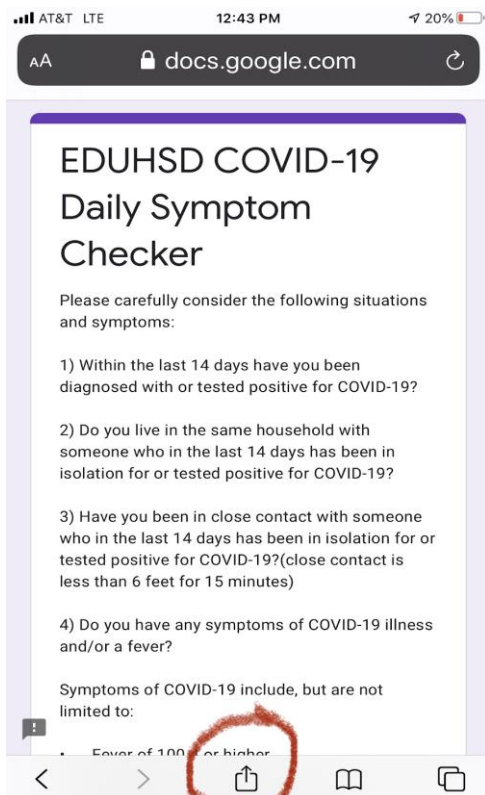 AT&T LTE 12:43 PM 20%
AA docs.google.com
EDUHSD COVID-19
Daily Symptom
Checker
Please carefully consider the following situations
and symptoms:
1) Within the last 14 days have you been
diagnosed with or tested positive for COVID-19?
2) Do you live in the same household with
someone who in the last 14 days has been in
isolation for or tested positive for COVID-19?
3) Have you been in close contact with someone
who in the last 14 days has been in isolation for or
tested positive for COVID-19?(close contact is
less than 6 feet for 15 minutes)
4) Do you have any symptoms of COVID-19 illness
and/or a fever?
Symptoms of COVID-19 include, but are not
limited to:
• Fever of 100 or higher